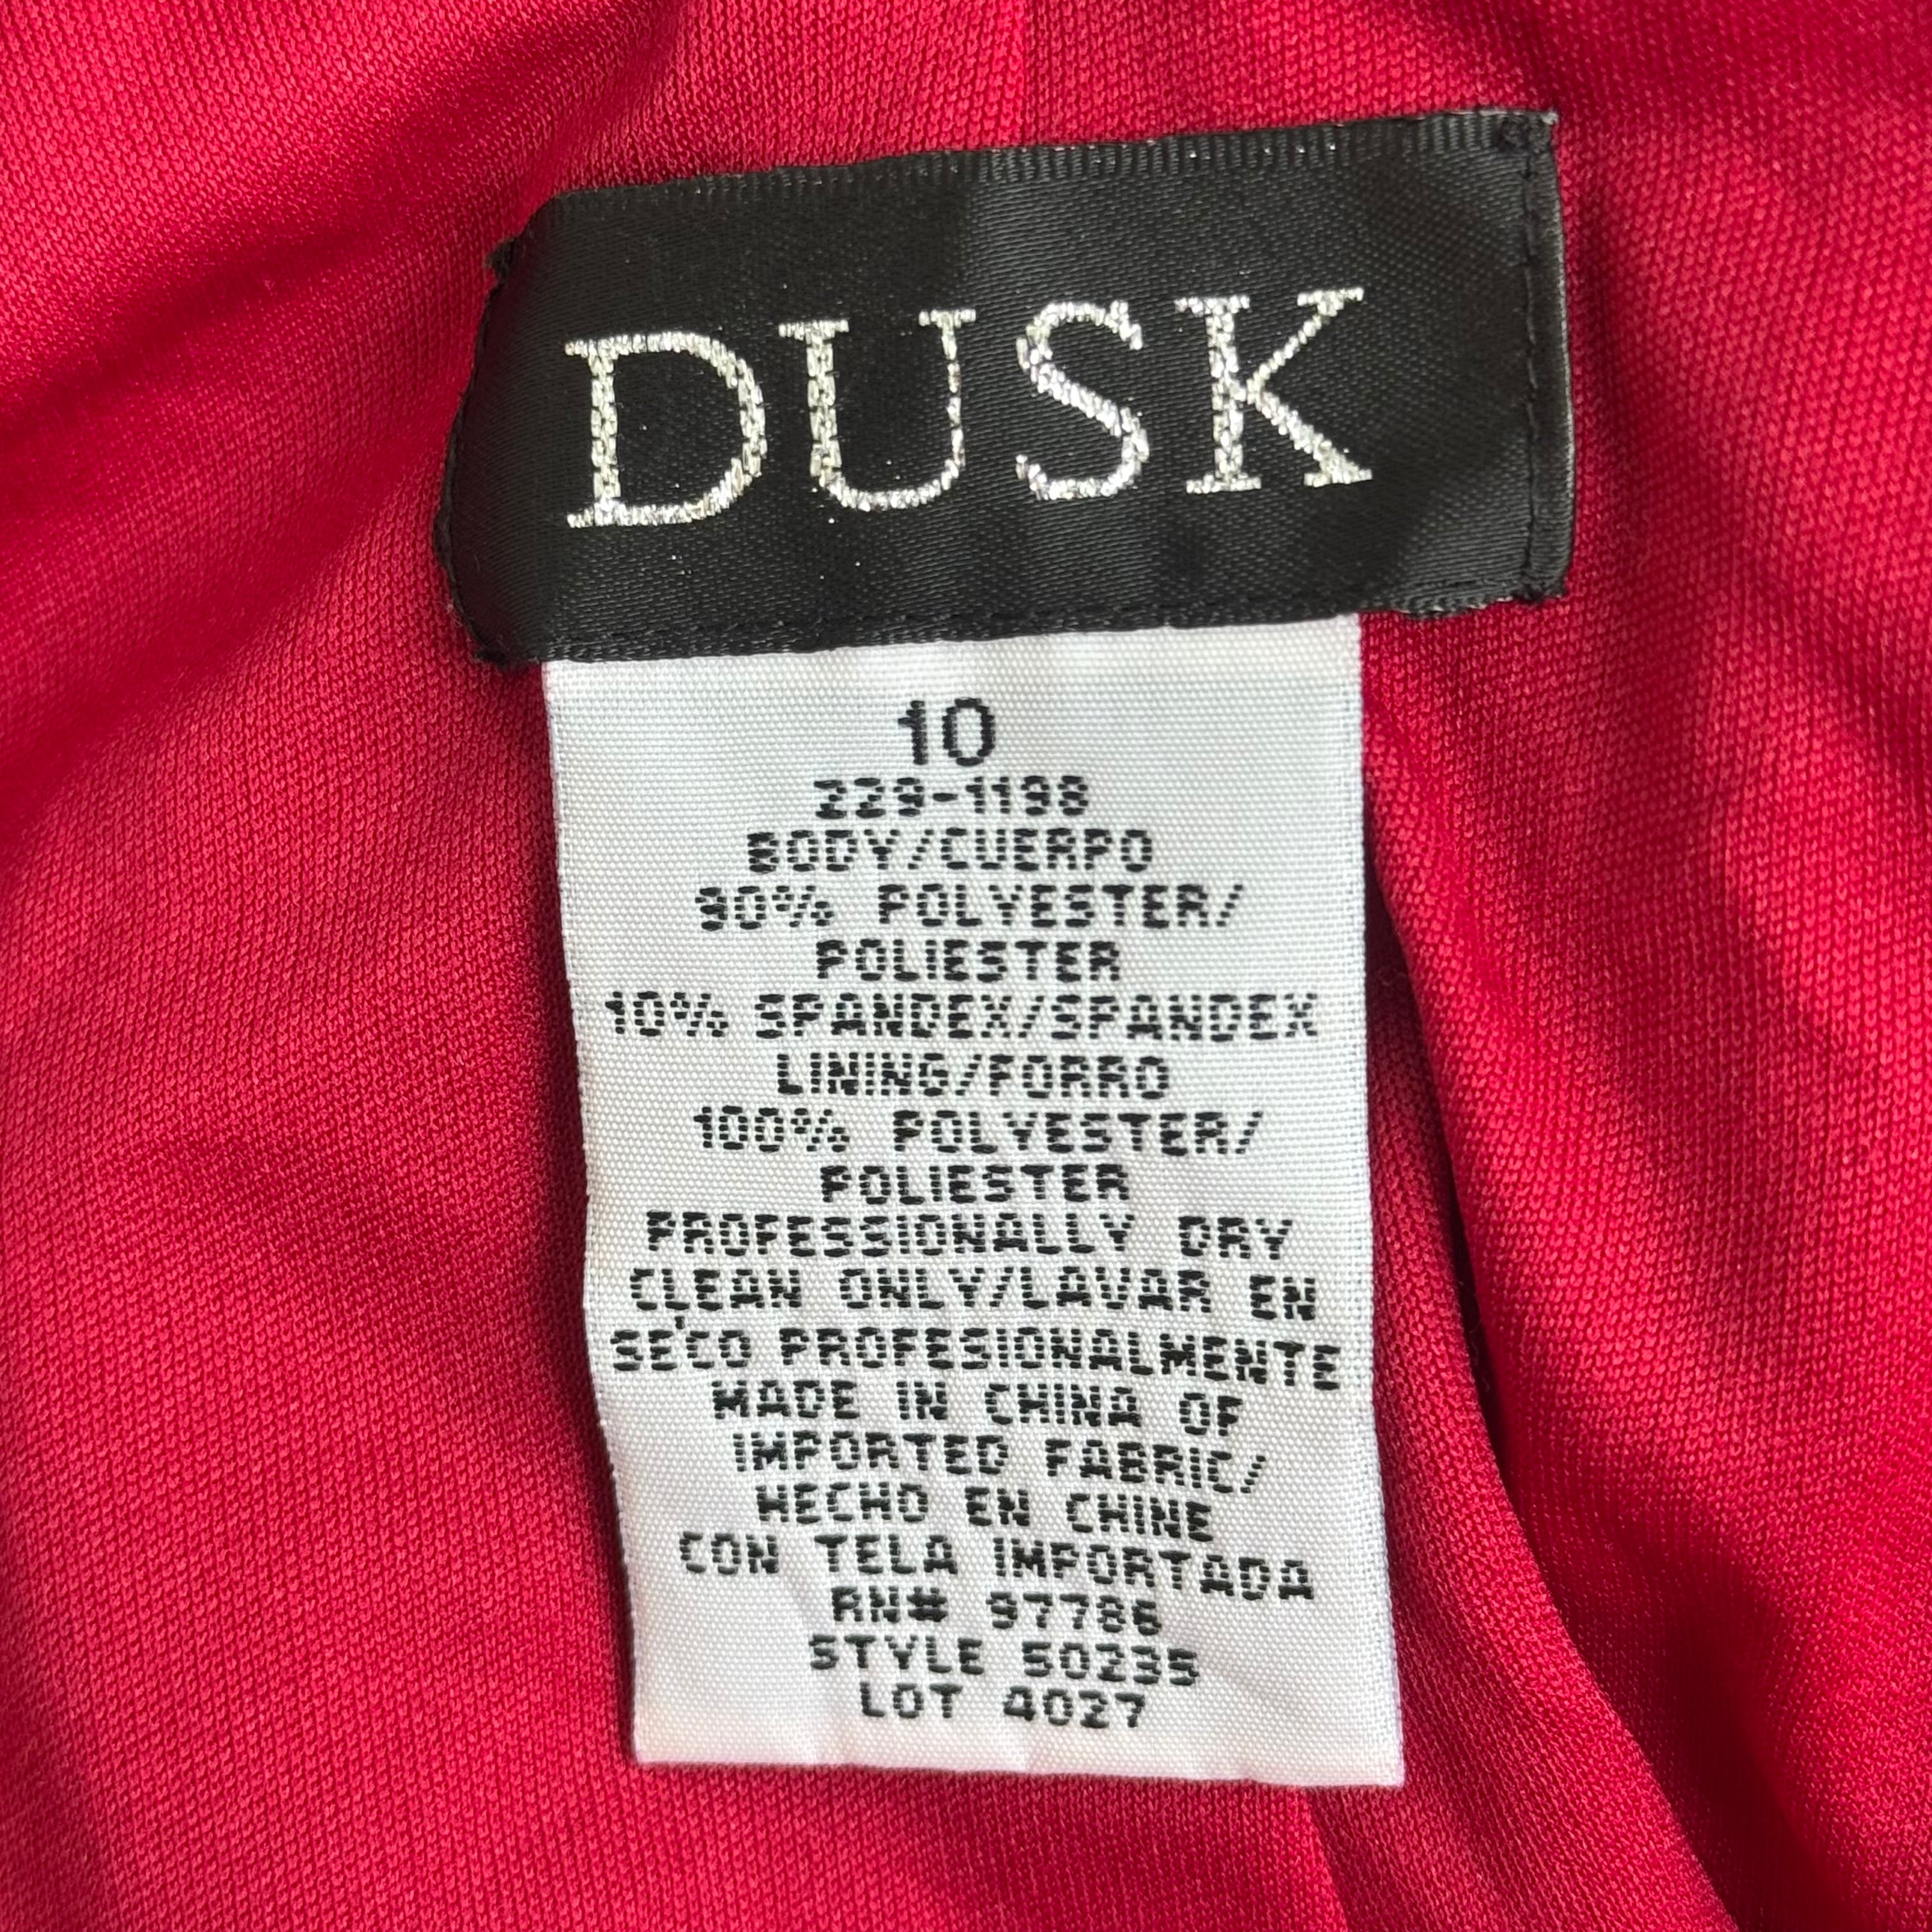 DUSK
10
229-1198
BODY/CUERPO
90% POLYESTER/
POLIESTER
10% SPANDEX/SPANDEX
LINING/FORRO
100% POLYESTER/
POLIESTER
PROFESSIONALLY DRY
CLEAN ONLY/LAVAR EN
SECO PROFESIONALMENTE
MADE IN CHINA OF
IMPORTED FABRIC/
HECHO EN CHINE
CON TELA IMPORTADA
RN# 97786
STYLE 50235
LOT 4027